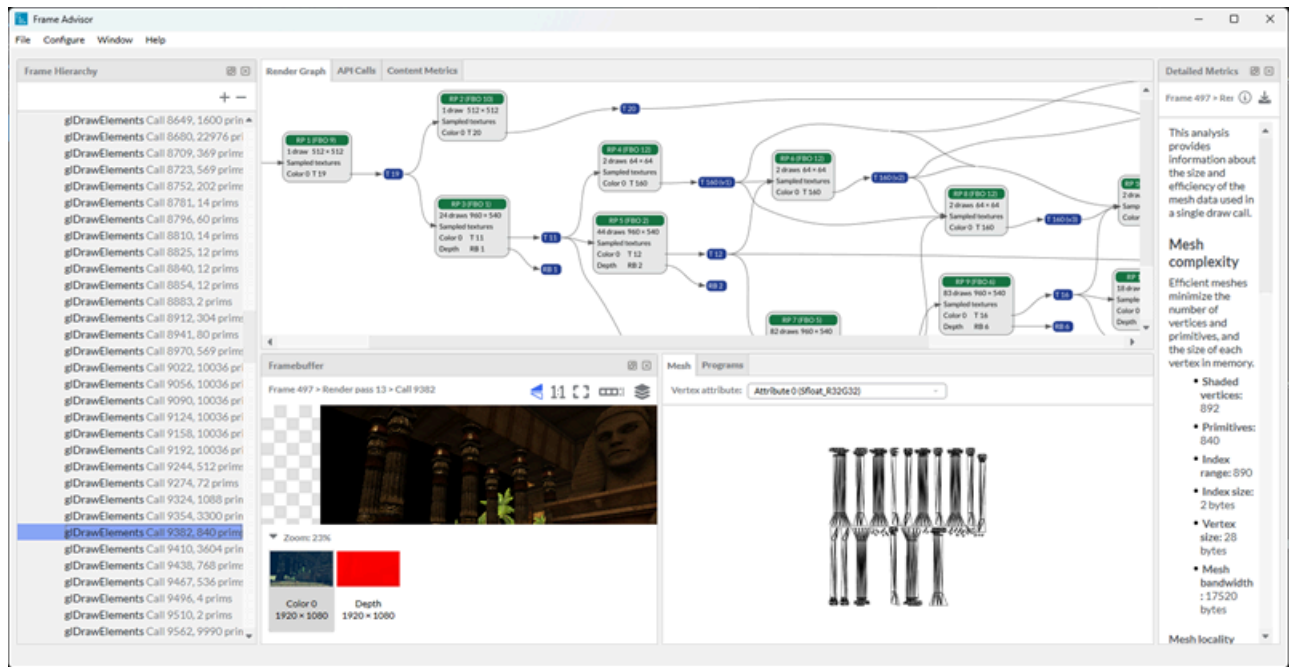 Frame Advisor
File Configure Window Help
Frame Hierarchy
glDrawElements Call 8649, 1600 prin
glDrawElements Call 8680, 22976 pri
glDrawElements Call 8709, 369 prims
glDrawElements Call 8723, 569 prims
glDrawElements Call 8752, 202 prims
glDrawElements Call 8781, 14 prims
glDrawElements Call 8796, 60 prims
glDrawElements Call 8810, 14 prims
glDrawElements Call 8825, 12 prims
glDrawElements Call 8840, 12 prims
glDrawElements Call 8854, 12 prims
glDrawElements Call 8883, 2 prims
glDrawElements Call 8912, 304 prims
glDrawElements Call 8941, 80 prims
glDrawElements Call 8970, 569 prims
glDrawElements Call 9022, 10036 pri
glDrawElements Call 9056, 10036 pri
glDrawElements Call 9090, 10036 pri
glDrawElements Call 9124, 10036 pri
glDrawElements Call 9158, 10036 pri
glDrawElements Call 9192, 10036 pri
glDrawElements Call 9244, 512 prims
glDrawElements Call 9274, 72 prims
glDrawElements Call 9324, 1088 prin
glDrawElements Call 9354, 3300 prin
glDrawElements Call 9382, 840 prims
glDrawElements Call 9410, 3604 prin
glDrawElements Call 9438, 768 prims
glDrawElements Call 9467, 536 prims
glDrawElements Call 9496, 4 prims
glDrawElements Call 9510, 2 prims
glDrawElements Call 9562, 9990 prin
Render Graph API Calls Content Metrics
RP 1 (FBO 9)
1 draw 512 × 512
Sampled textures
Color 0 T 19
T 19
RP 2 (FBO 10)
1 draw 512 × 512
Sampled textures
Color 0 T 20
T 20
RP 3 (FBO 1)
24 draws 960 × 540
Sampled textures
Color 0 T 11
Depth RB 1
T 11
RB 1
RP 4 (FBO 12)
2 draws 64 × 64
Sampled textures
Color 0 T 160
T 160 (v1)
RP 5 (FBO 2)
44 draws 960 × 540
Sampled textures
Color 0 T 12
Depth RB 2
T 12
RB 2
RP 6 (FBO 12)
2 draws 64 × 64
Sampled textures
Color 0 T 160
T 160 (v2)
RP 7 (FBO 5)
82 draws 960 × 540
RP 8 (FBO 12)
2 draws 64 × 64
Sampled textures
Color 0 T 160
T 160 (v3)
RP 9 (FBO 6)
83 draws 960 × 540
Sampled textures
Color 0 T 16
Depth RB 6
T 16
RB 6
RP 1
2 dra
Samp
Color
RP 1
18 draw
Sample
Color 0
Depth
Framebuffer
Frame 497 > Render pass 13 > Call 9382
1:1
Zoom: 23%
Color 0
1920 × 1080
Depth
1920 × 1080
Mesh Programs
Vertex attribute: Attribute 0 (Sfloat_R32G32)
Detailed Metrics
Frame 497 > Rei
This analysis
provides
information about
the size and
efficiency of the
mesh data used in
a single draw call.
Mesh
complexity
Efficient meshes
minimize the
number of
vertices and
primitives, and
the size of each
vertex in memory.
• Shaded
vertices:
892
• Primitives:
840
• Index
range: 890
• Index size:
2 bytes
• Vertex
size: 28
bytes
• Mesh
bandwidth
: 17520
bytes
Mesh locality